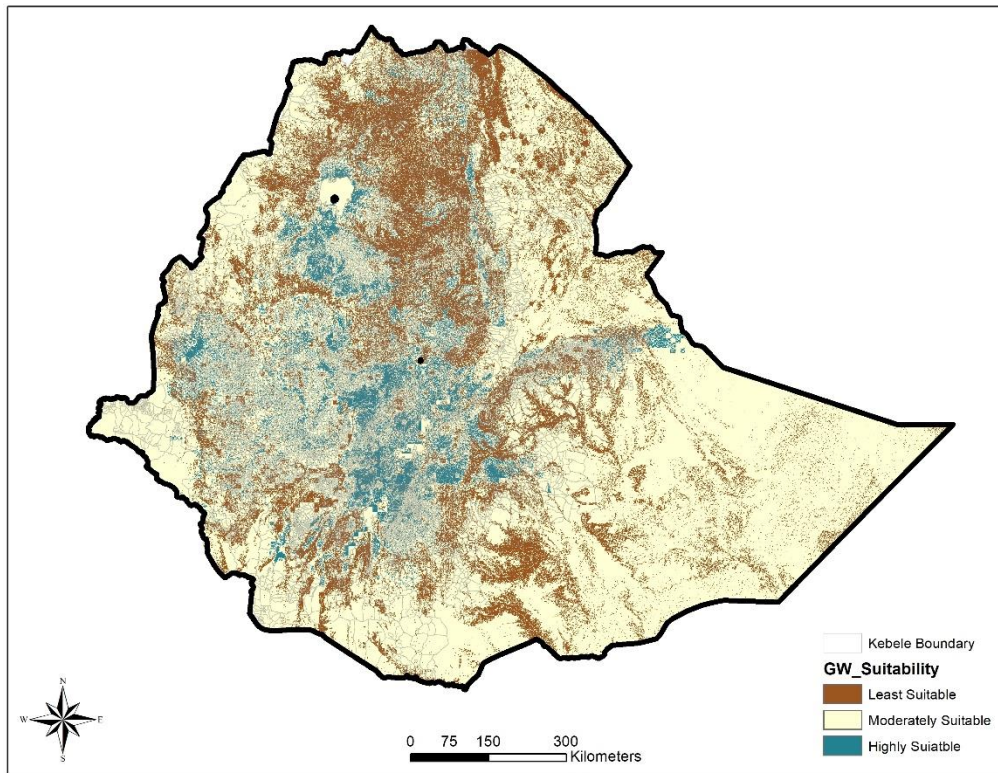 Kebele Boundary
GW_Suitability
Least Suitable
Moderately Suitable
Highly Suiatble
N
W E
S
0 75 150 300
Kilometers